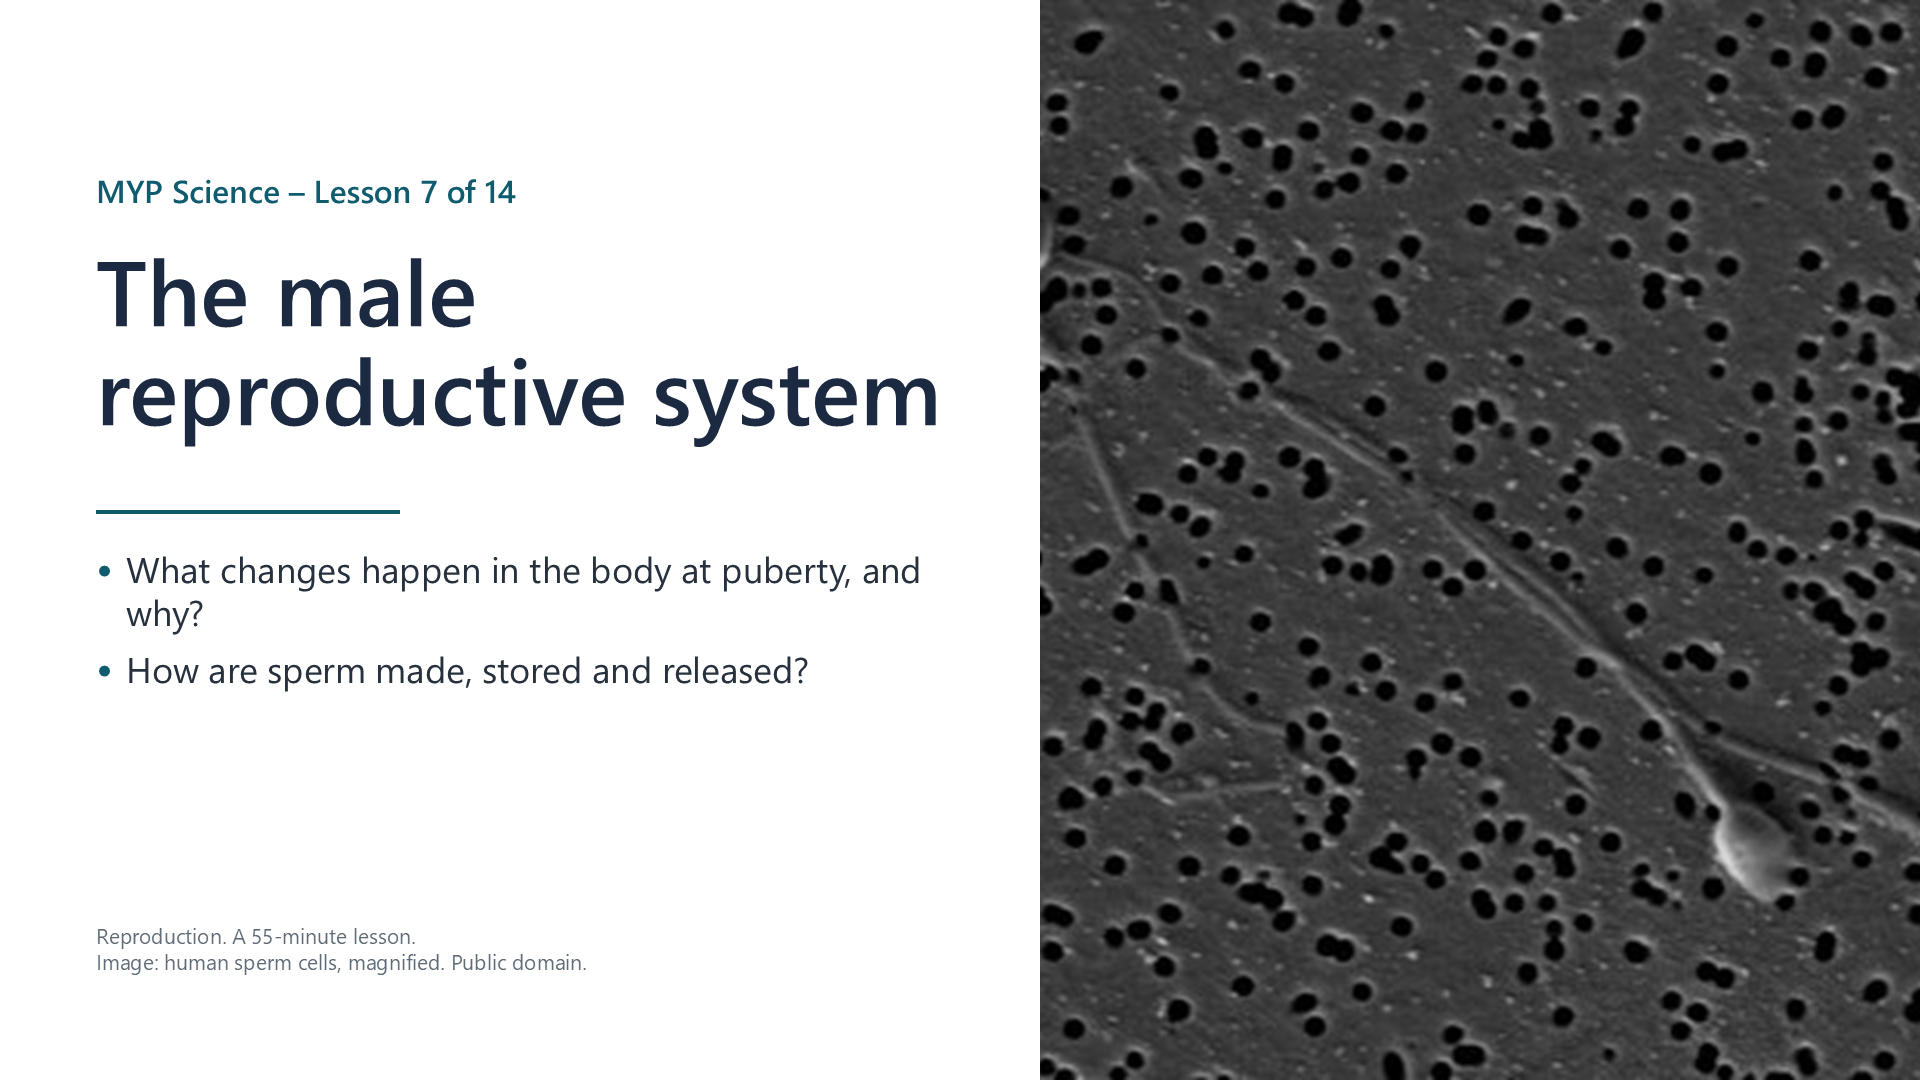 MYP Science – Lesson 7 of 14
The male
reproductive system
• What changes happen in the body at puberty, and
why?
• How are sperm made, stored and released?
Reproduction. A 55-minute lesson.
Image: human sperm cells, magnified. Public domain.